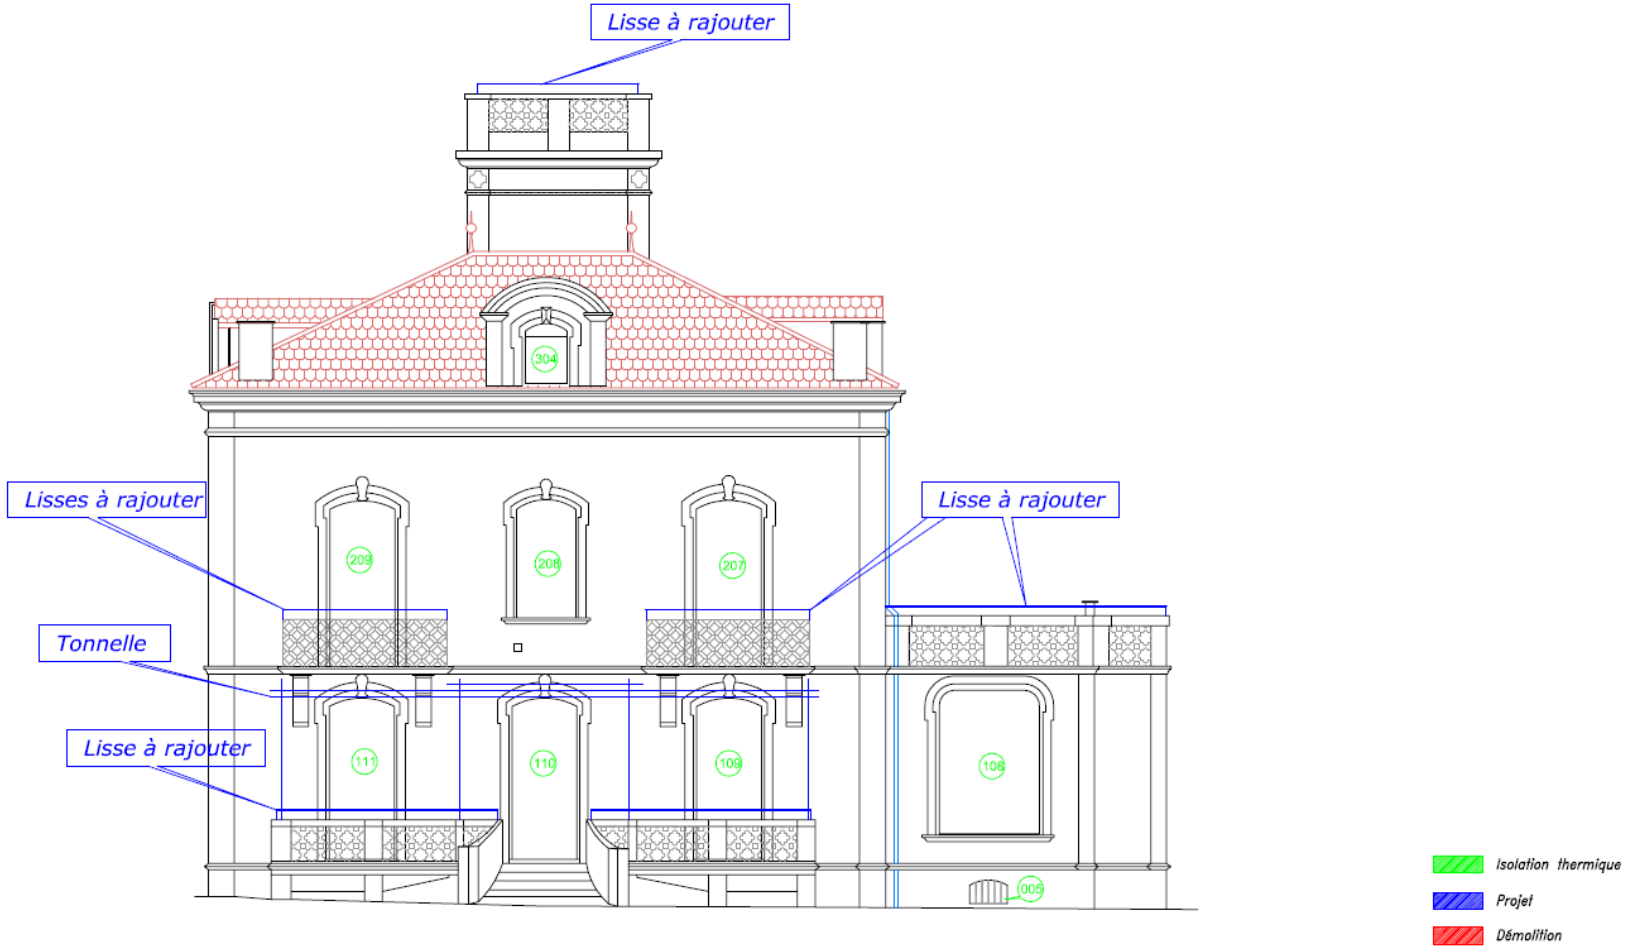 Lisse à rajouter
304
Lisses à rajouter
Lisse à rajouter
209
208
207
Tonnelle
Lisse à rajouter
111
110
109
108
005
Isolation thermique
Projet
Démolition